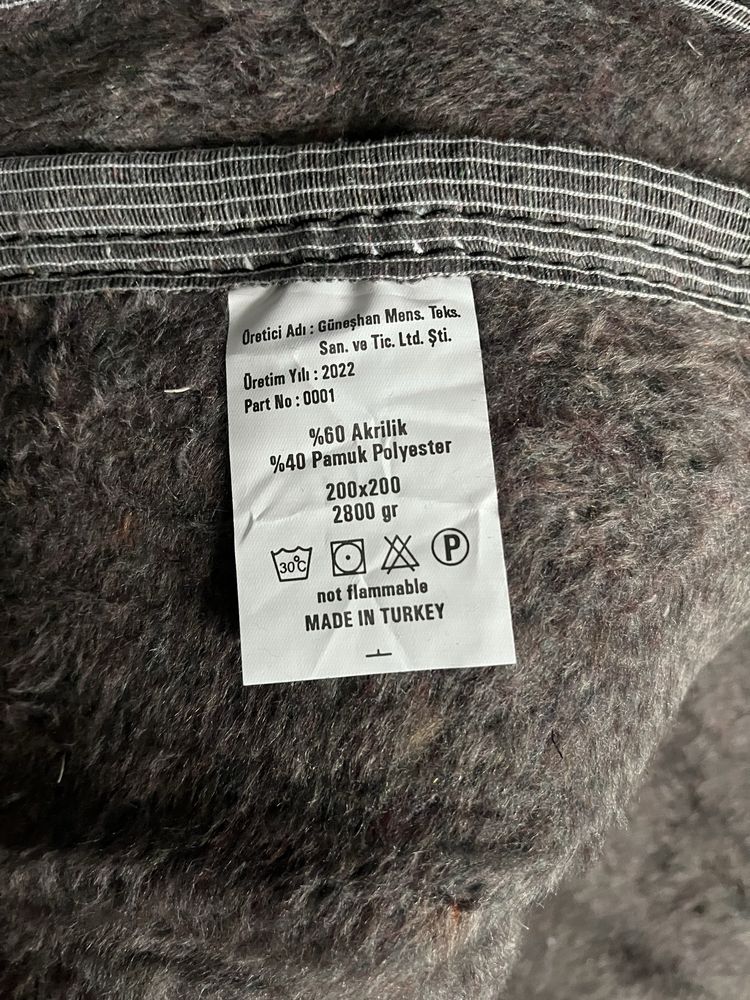 Üretici Adı : Güneşhan Mens. Teks.
San. ve Tic. Ltd. Şti.
Üretim Yılı : 2022
Part No : 0001
%60 Akrilik
%40 Pamuk Polyester
200x200
2800 gr
30°C P
not flammable
MADE IN TURKEY